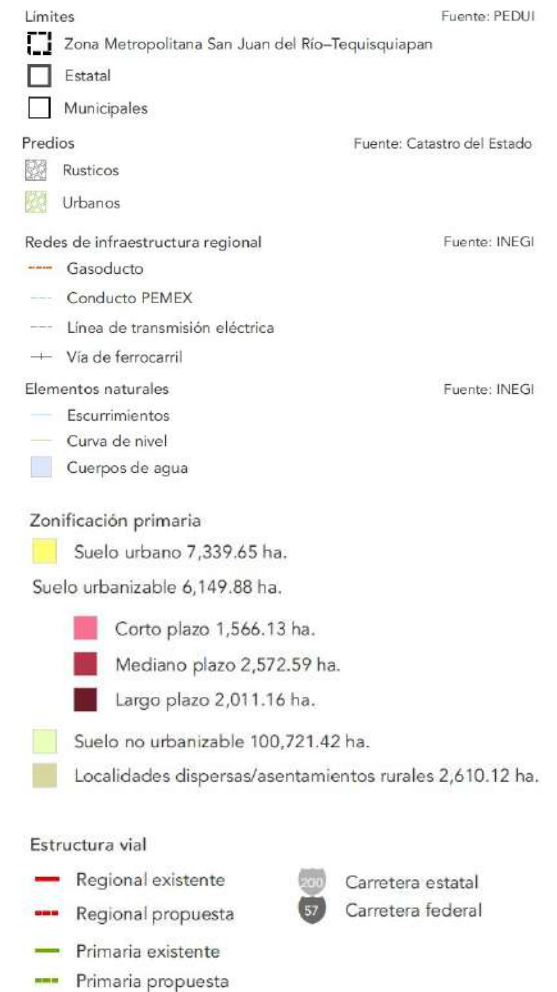 Límites Fuente: PEDUI
Zona Metropolitana San Juan del Río–Tequisquiapan
Estatal
Municipales
Predios Fuente: Catastro del Estado
Rusticos
Urbanos
Redes de infraestructura regional Fuente: INEGI
Gasoducto
Conducto PEMEX
Línea de transmisión eléctrica
Vía de ferrocarril
Elementos naturales Fuente: INEGI
Escurrimientos
Curva de nivel
Cuerpos de agua
Zonificación primaria
Suelo urbano 7,339.65 ha.
Suelo urbanizable 6,149.88 ha.
Corto plazo 1,566.13 ha.
Mediano plazo 2,572.59 ha.
Largo plazo 2,011.16 ha.
Suelo no urbanizable 100,721.42 ha.
Localidades dispersas/asentamientos rurales 2,610.12 ha.
Estructura vial
Regional existente 200 Carretera estatal
Regional propuesta 57 Carretera federal
Primaria existente
Primaria propuesta